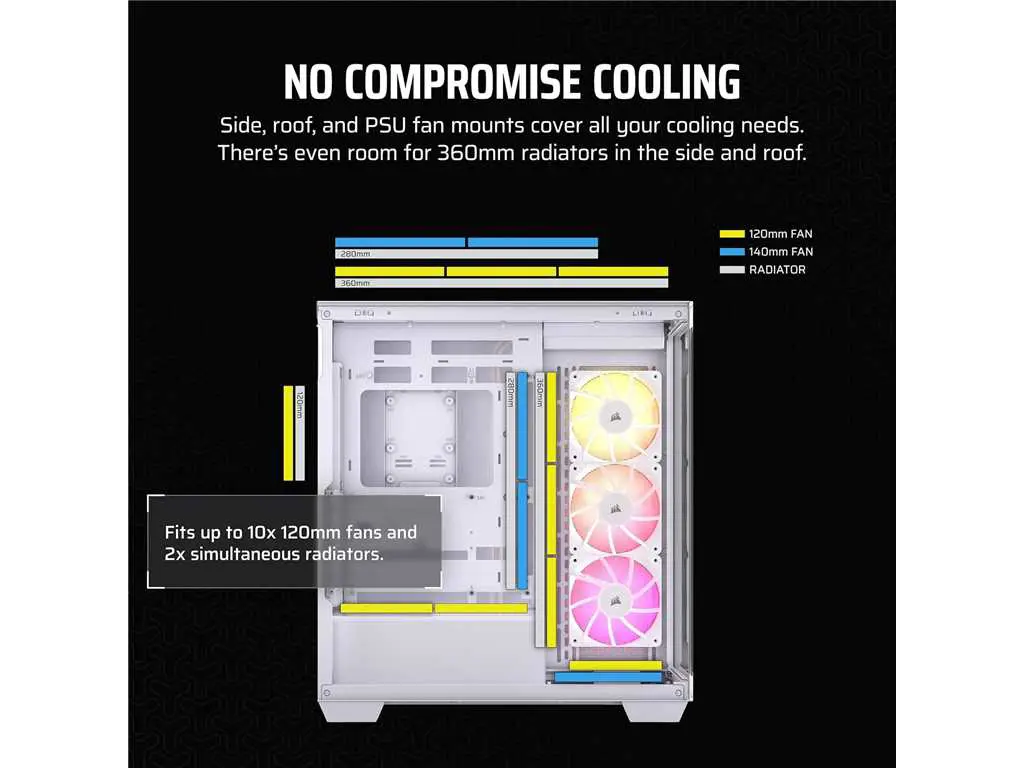 NO COMPROMISE COOLING
Side, roof, and PSU fan mounts cover all your cooling needs.
There's even room for 360mm radiators in the side and roof.
120mm FAN
140mm FAN
RADIATOR
280mm
360mm
120mm
280mm
360mm
Fits up to 10x 120mm fans and
2x simultaneous radiators.